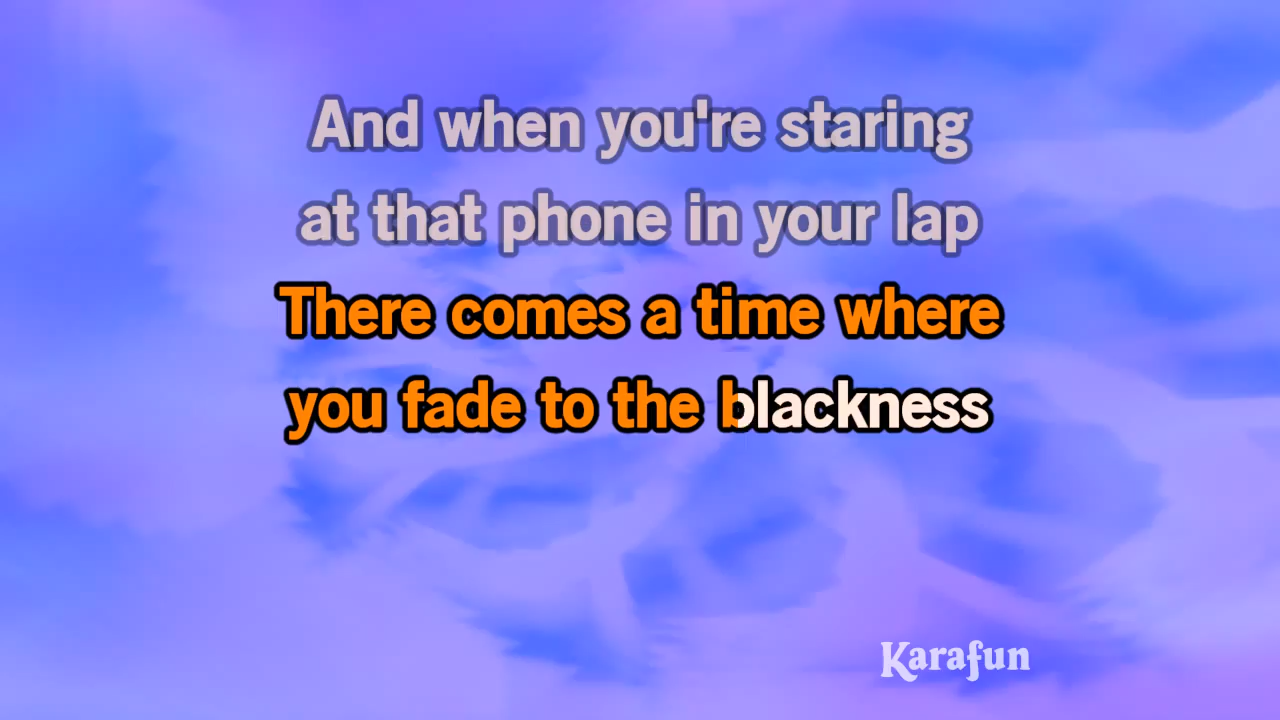 And when you're staring
at that phone in your lap
There comes a time where
you fade to the blackness
Karafun